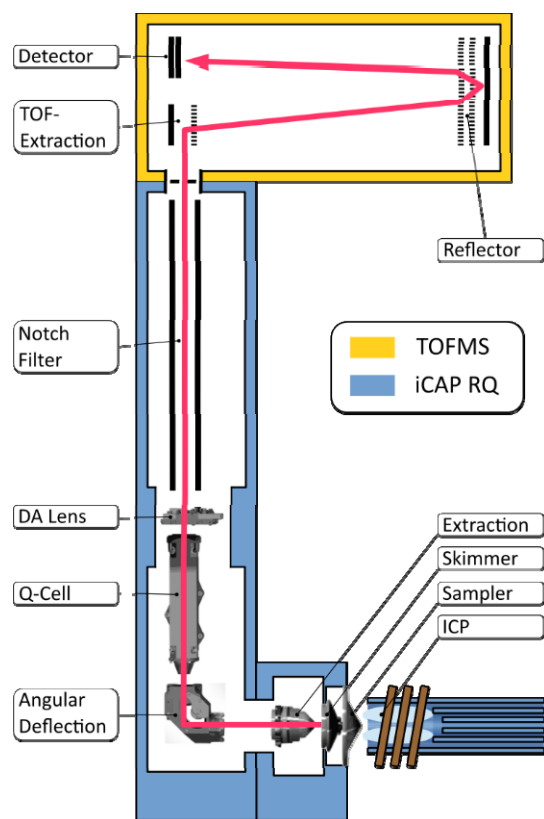 Detector
TOF-
Extraction
Reflector
Notch
Filter
TOFMS
iCAP RQ
DA Lens
Extraction
Skimmer
Q-Cell
Sampler
ICP
Angular
Deflection